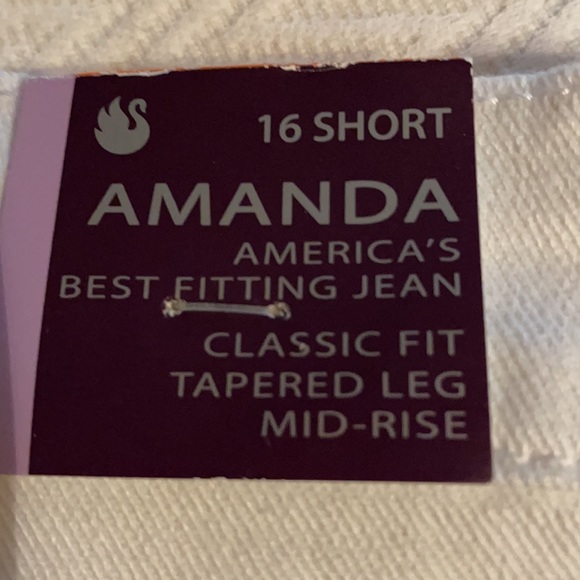 16 SHORT
AMANDA
AMERICA'S
BEST FITTING JEAN
CLASSIC FIT
TAPERED LEG
MID-RISE